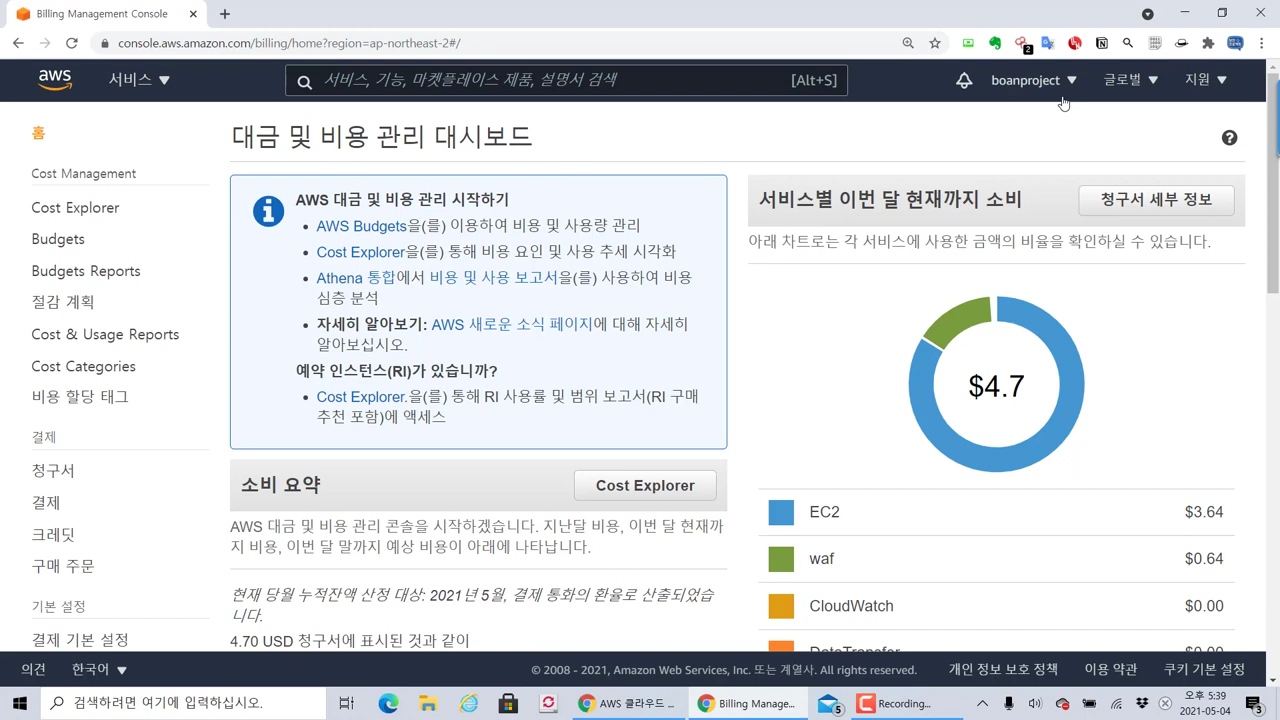 Billing Management Console
console.aws.amazon.com/billing/home?region=ap-northeast-2#/
2
aws
서비스
서비스, 기능, 마켓플레이스 제품, 설명서 검색
[Alt+S]
boanproject
글로벌
지원
홈
Cost Management
Cost Explorer
Budgets
Budgets Reports
절감 계획
Cost & Usage Reports
Cost Categories
비용 할당 태그
결제
청구서
결제
크레딧
구매 주문
기본 설정
결제 기본 설정
대금 및 비용 관리 대시보드
AWS 대금 및 비용 관리 시작하기
AWS Budgets을(를) 이용하여 비용 및 사용량 관리
Cost Explorer을(를) 통해 비용 요인 및 사용 추세 시각화
Athena 통합에서 비용 및 사용 보고서을(를) 사용하여 비용
심층 분석
자세히 알아보기: AWS 새로운 소식 페이지에 대해 자세히
알아보십시오.
예약 인스턴스(RI)가 있습니까?
Cost Explorer.을(를) 통해 RI 사용률 및 범위 보고서(RI 구매
추천 포함)에 액세스
소비 요약
Cost Explorer
AWS 대금 및 비용 관리 콘솔을 시작하겠습니다. 지난달 비용, 이번 달 현재까
지 비용, 이번 달 말까지 예상 비용이 아래에 나타납니다.
현재 당월 누적잔액 산정 대상: 2021년 5월, 결제 통화의 환율로 산출되었습
니다.
4.70 USD 청구서에 표시된 것과 같이
서비스별 이번 달 현재까지 소비
청구서 세부 정보
아래 차트로는 각 서비스에 사용한 금액의 비율을 확인하실 수 있습니다.
$4.7
EC2 $3.64
waf $0.64
CloudWatch $0.00
DataTransfer $0.00
의견
한국어
© 2008 - 2021, Amazon Web Services, Inc. 또는 계열사. All rights reserved.
개인 정보 보호 정책
이용 약관
쿠키 기본 설정
검색하려면 여기에 입력하십시오.
AWS 클라우드 ...
Billing Manage...
5
Recording...
오후 5:39
2021-05-04
3